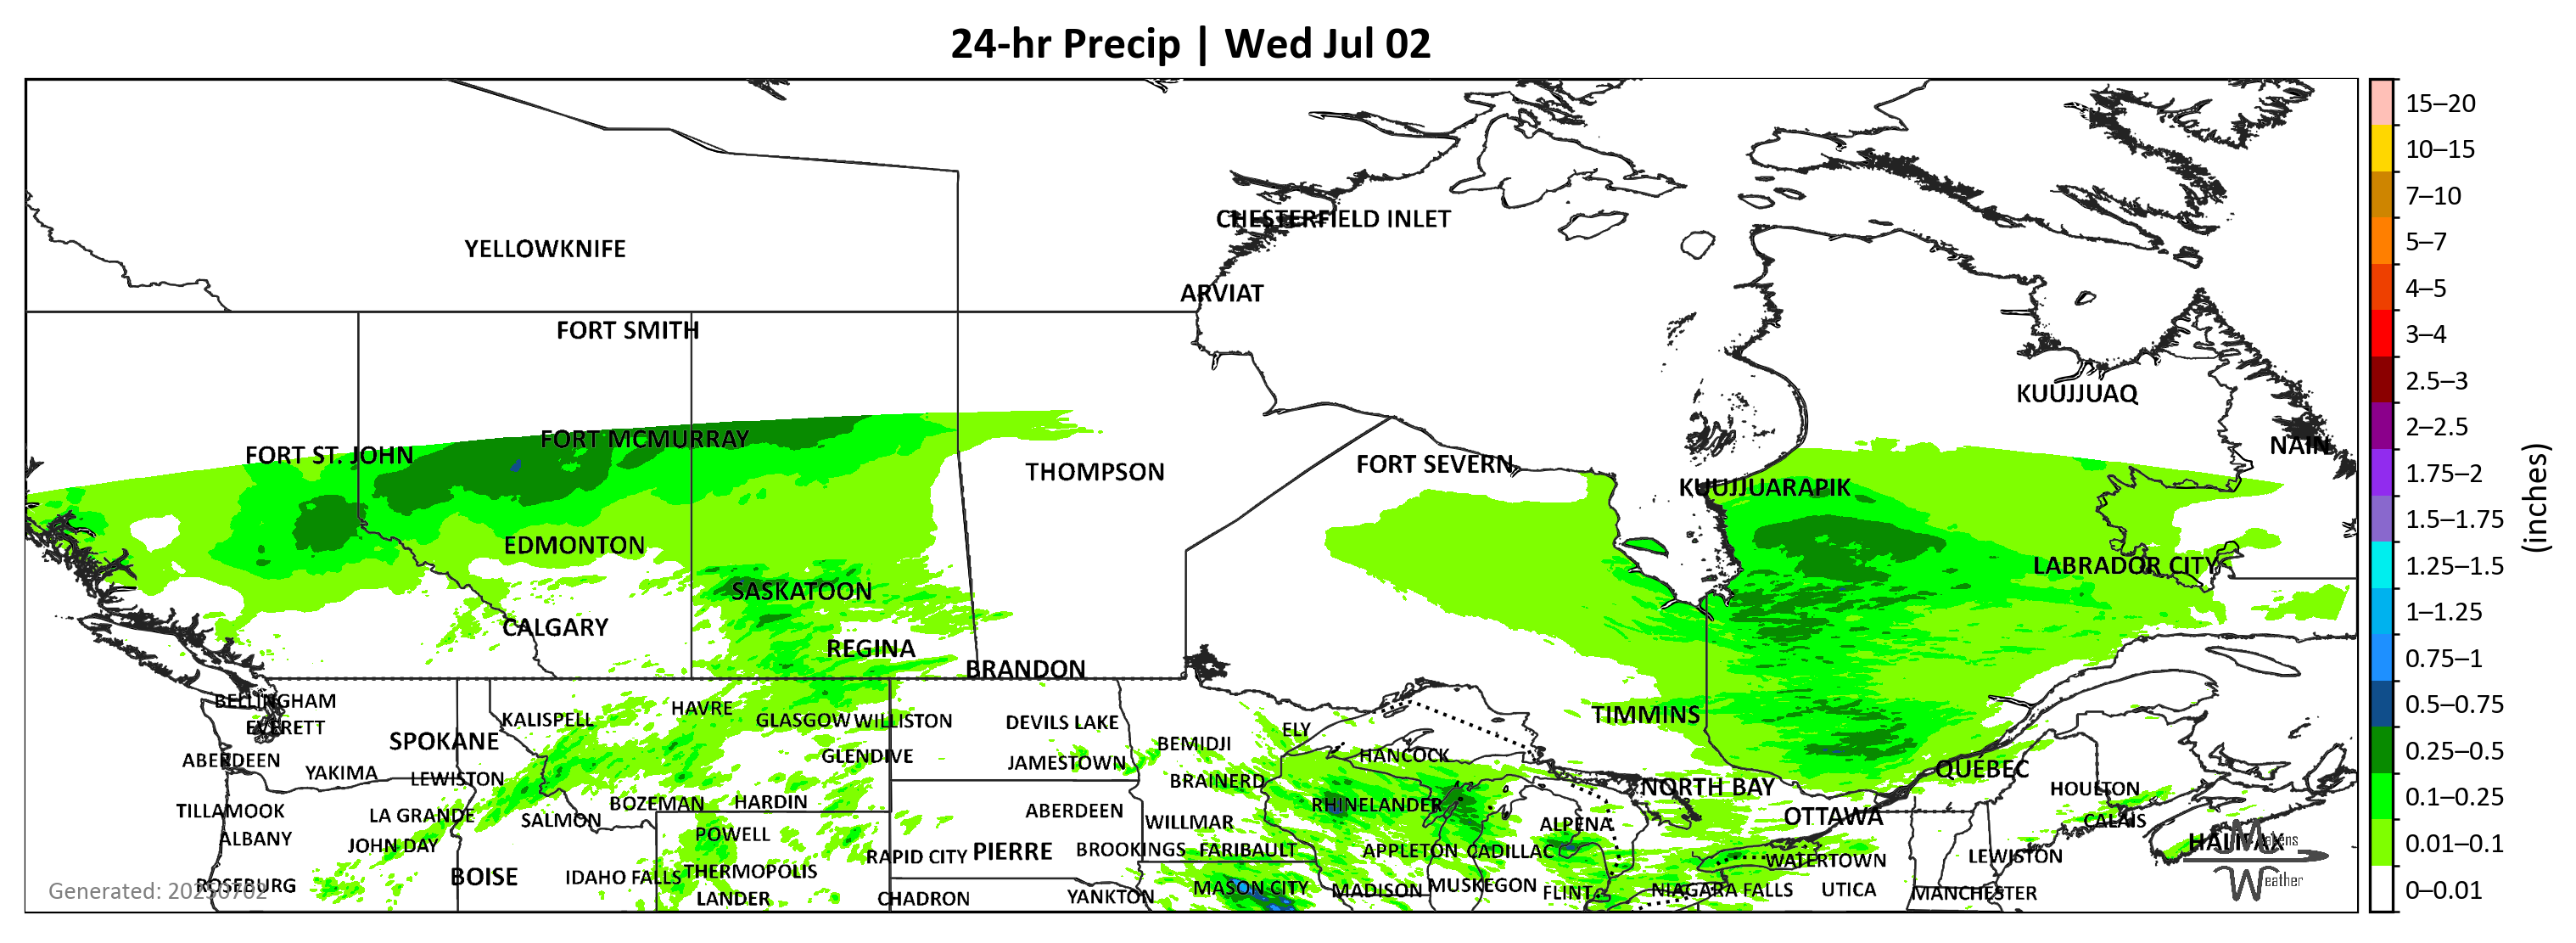 24-hr Precip | Wed Jul 02
15–20
10–15
7–10
5–7
4–5
3–4
2.5–3
2–2.5
1.75–2
1.5–1.75
1.25–1.5
1–1.25
0.75–1
0.5–0.75
0.25–0.5
0.1–0.25
0.01–0.1
0–0.01
(inches)
CHESTERFIELD INLET
YELLOWKNIFE
ARVIAT
FORT SMITH
KUUJJUAQ
FORT MCMURRAY
NAIN
FORT ST. JOHN
FORT SEVERN
THOMPSON
KUUJJUARAPIK
EDMONTON
LABRADOR CITY
SASKATOON
CALGARY
REGINA
BRANDON
BELLINGHAM
HAVRE
TIMMINS
KALISPELL
GLASGOW
WILLISTON
DEVILS LAKE
EVERETT
ELY
SPOKANE
BEMIDJI
GLENDIVE
HANCOCK
ABERDEEN
JAMESTOWN
QUÉBEC
YAKIMA
LEWISTON
BRAINERD
NORTH BAY
HOULTON
BOZEMAN
HARDIN
RHINELANDER
TILLAMOOK
LA GRANDE
ABERDEEN
OTTAWA
SALMON
WILLMAR
CALAIS
ALPENA
POWELL
ALBANY
HALIFAX
Matens
JOHN DAY
BROOKINGS
FARIBAULT
APPLETON
CADILLAC
PIERRE
RAPID CITY
LEWISTON
WATERTOWN
THERMOPOLIS
BOISE
IDAHO FALLS
Weather
ROSEBURG
MASON CITY
MADISON
MUSKEGON
FLINT
NIAGARA FALLS
UTICA
MANCHESTER
Generated: 20250702
LANDER
CHADRON
YANKTON